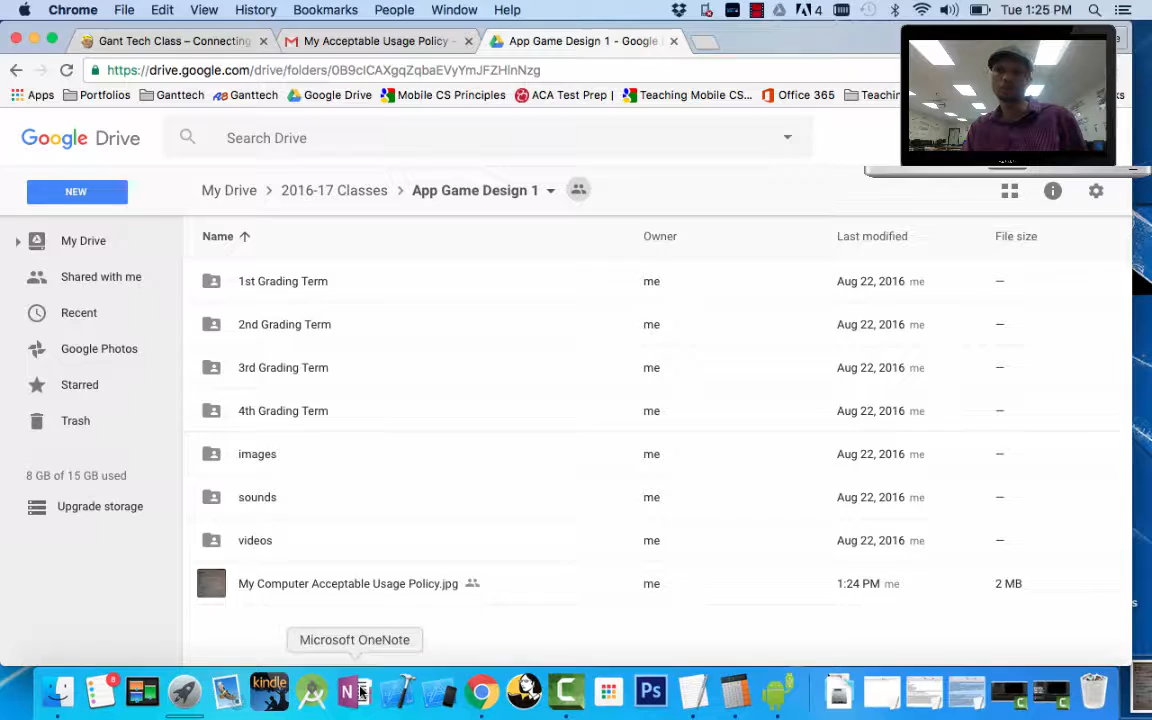 Chrome File Edit View History Bookmarks People Window Help 4 Tue 1:25 PM
Gant Tech Class – Connecting × My Acceptable Usage Policy - × App Game Design 1 - Google ×
https://drive.google.com/drive/folders/0B9cICAXgqZqbaEVyYmJFZHlnNzg
Apps Portfolios Ganttech Ganttech Google Drive Mobile CS Principles ACA Test Prep | Teaching Mobile CS... Office 365 Teachin
Google Drive Search Drive
NEW My Drive > 2016-17 Classes > App Game Design 1
Name Owner Last modified File size
My Drive
Shared with me
Recent
Google Photos
Starred
Trash
8 GB of 15 GB used
Upgrade storage
1st Grading Term me Aug 22, 2016 me —
2nd Grading Term me Aug 22, 2016 me —
3rd Grading Term me Aug 22, 2016 me —
4th Grading Term me Aug 22, 2016 me —
images me Aug 22, 2016 me —
sounds me Aug 22, 2016 me —
videos me Aug 22, 2016 me —
My Computer Acceptable Usage Policy.jpg me 1:24 PM me 2 MB
Microsoft OneNote
8 kindle N C Ps